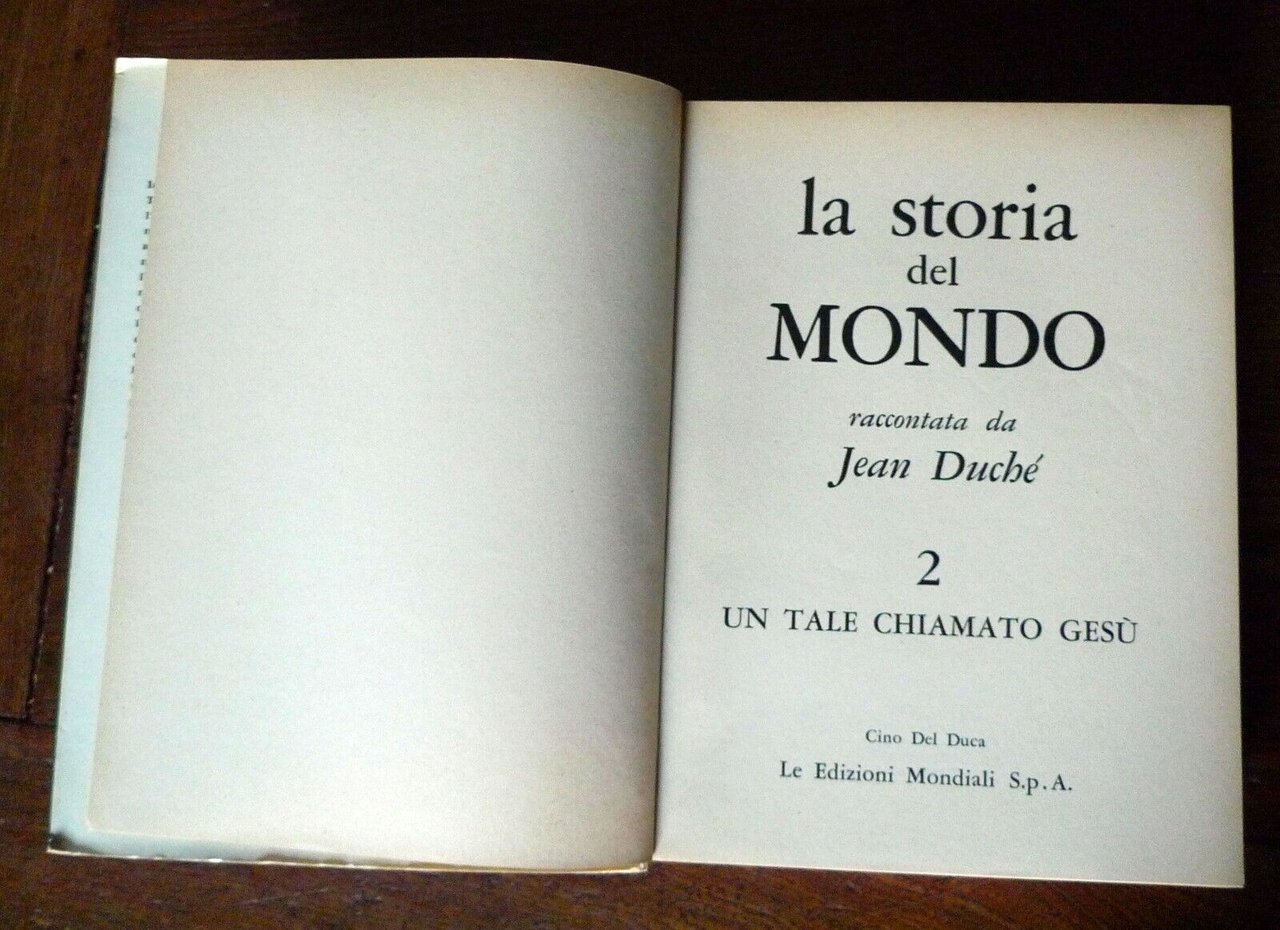 la storia
del
MONDO
raccontata da
Jean Duché
2
UN TALE CHIAMATO GESÙ
Cino Del Duca
Le Edizioni Mondiali S.p.A.